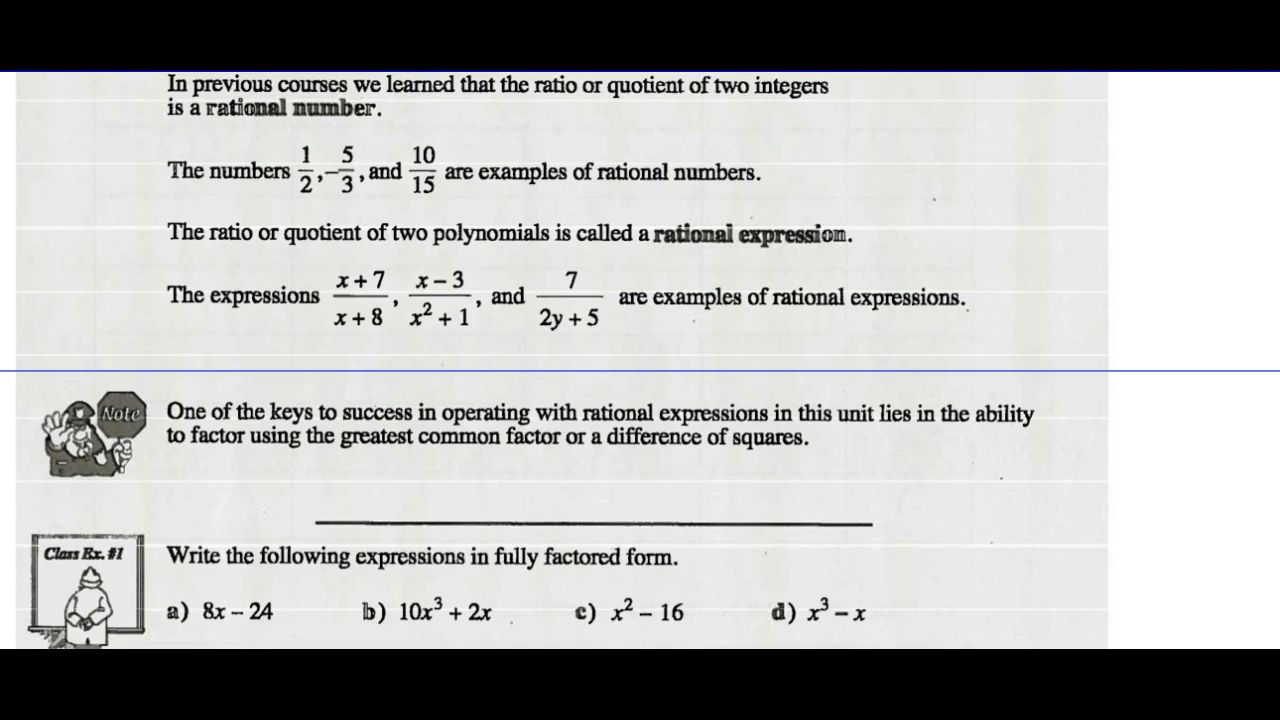 In previous courses we learned that the ratio or quotient of two integers
is a rational number.
The numbers 1/2, -5/3, and 10/15 are examples of rational numbers.
The ratio or quotient of two polynomials is called a rational expression.
The expressions (x + 7)/(x + 8), (x - 3)/(x² + 1), and 7/(2y + 5) are examples of rational expressions.
Note
One of the keys to success in operating with rational expressions in this unit lies in the ability
to factor using the greatest common factor or a difference of squares.
Class Ex. #1
Write the following expressions in fully factored form.
a) 8x – 24 b) 10x³ + 2x c) x² – 16 d) x³ – x